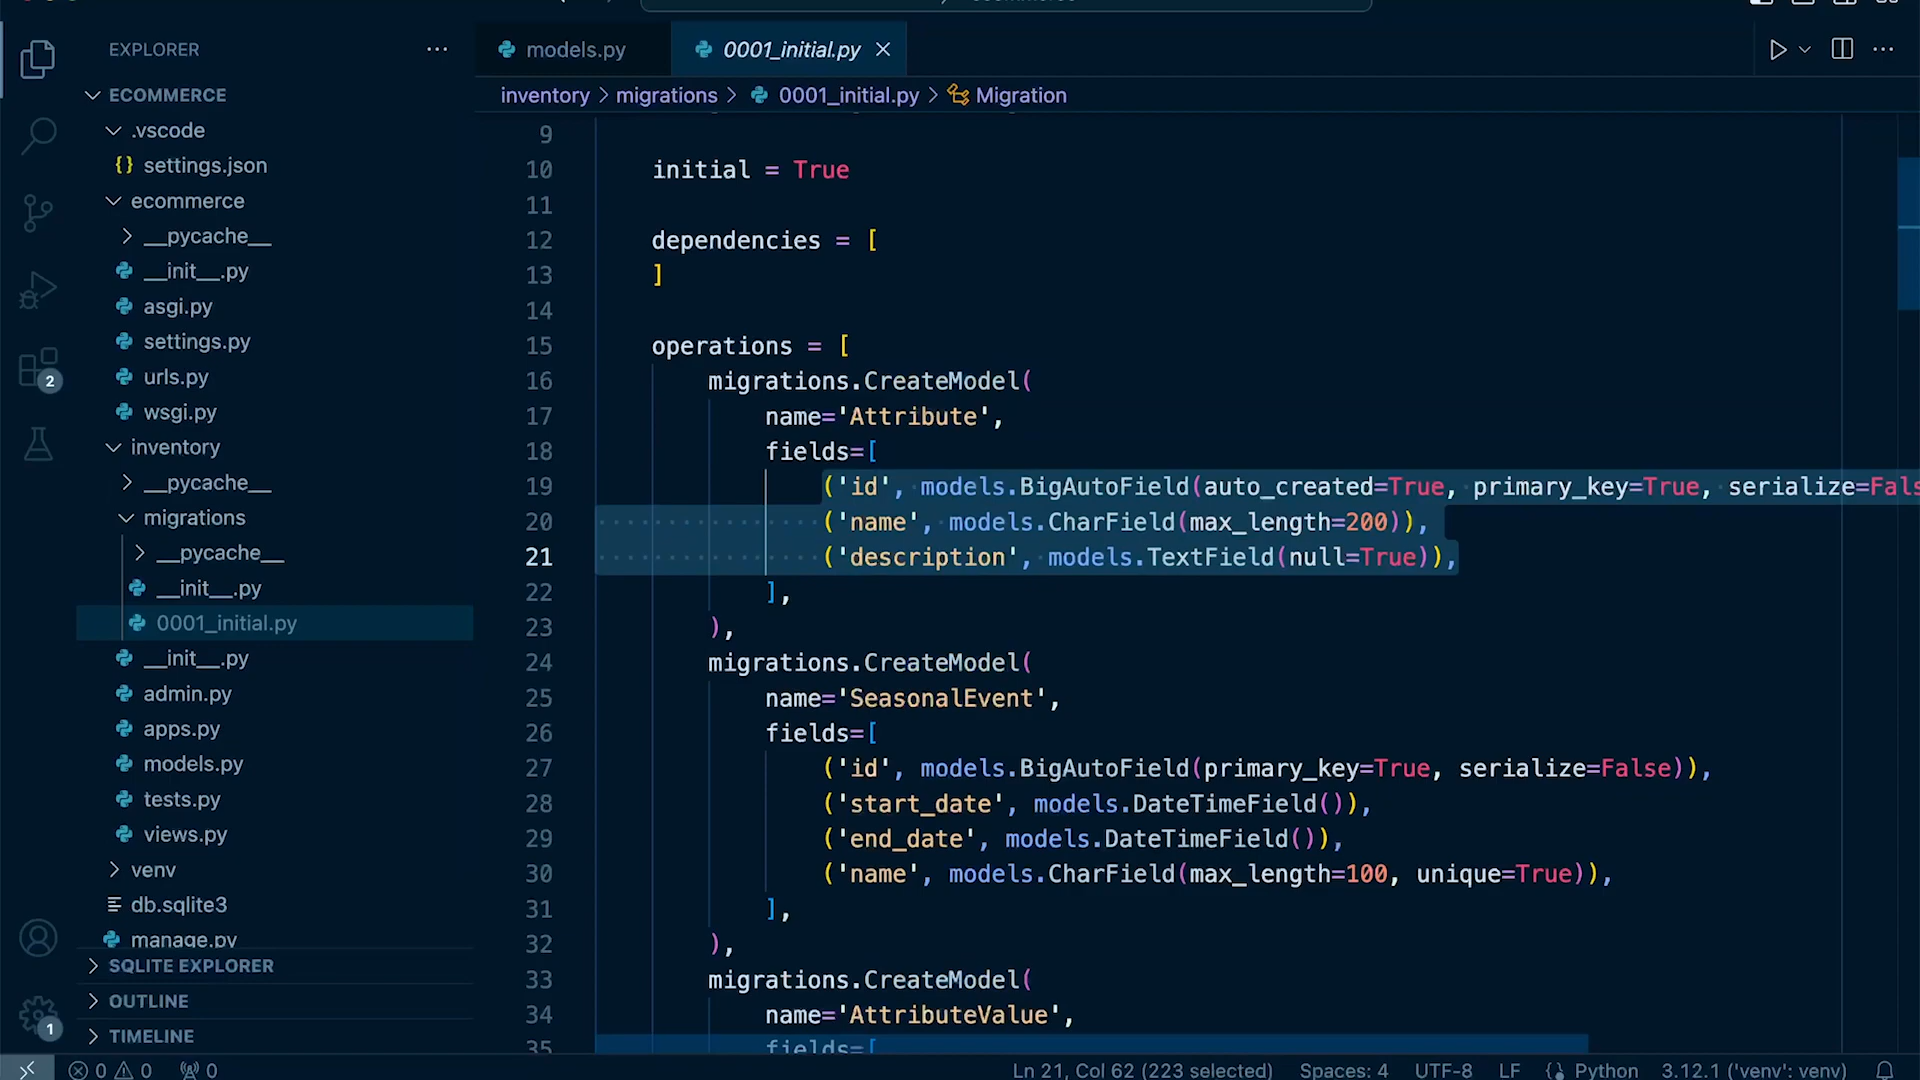 EXPLORER
ECOMMERCE
.vscode
{} settings.json
ecommerce
__pycache__
__init__.py
asgi.py
settings.py
urls.py
wsgi.py
inventory
__pycache__
migrations
__pycache__
__init__.py
0001_initial.py
__init__.py
admin.py
apps.py
models.py
tests.py
views.py
venv
db.sqlite3
manage.py
SQLITE EXPLORER
OUTLINE
TIMELINE
2
1
models.py
0001_initial.py
inventory > migrations > 0001_initial.py > Migration
9
10 initial = True
11
12 dependencies = [
13 ]
14
15 operations = [
16 migrations.CreateModel(
17 name='Attribute',
18 fields=[
19 ('id', models.BigAutoField(auto_created=True, primary_key=True, serialize=Fals
20 ('name', models.CharField(max_length=200)),
21 ('description', models.TextField(null=True)),
22 ],
23 ),
24 migrations.CreateModel(
25 name='SeasonalEvent',
26 fields=[
27 ('id', models.BigAutoField(primary_key=True, serialize=False)),
28 ('start_date', models.DateTimeField()),
29 ('end_date', models.DateTimeField()),
30 ('name', models.CharField(max_length=100, unique=True)),
31 ],
32 ),
33 migrations.CreateModel(
34 name='AttributeValue',
35 fields=[
0 0 0 Ln 21, Col 62 (223 selected) Spaces: 4 UTF-8 LF Python 3.12.1 ('venv': venv)